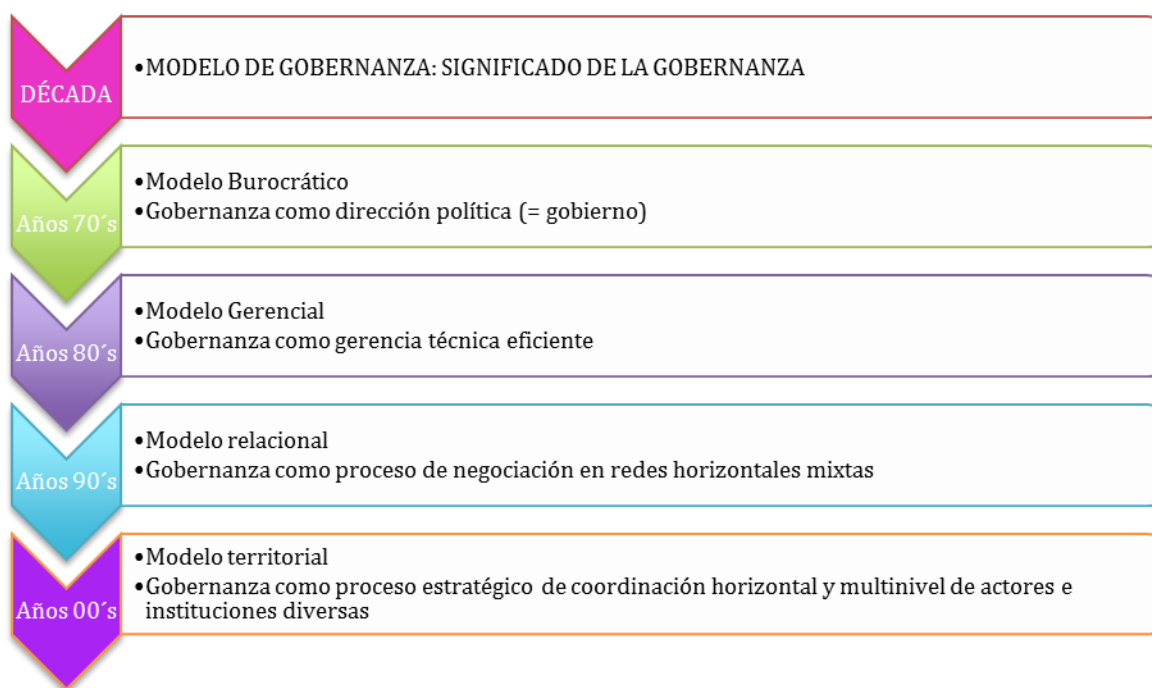 DÉCADA
•MODELO DE GOBERNANZA: SIGNIFICADO DE LA GOBERNANZA
Años 70´s
•Modelo Burocrático
•Gobernanza como dirección política (= gobierno)
Años 80´s
•Modelo Gerencial
•Gobernanza como gerencia técnica eficiente
Años 90´s
•Modelo relacional
•Gobernanza como proceso de negociación en redes horizontales mixtas
Años 00´s
•Modelo territorial
•Gobernanza como proceso estratégico de coordinación horizontal y multinivel de actores e
instituciones diversas